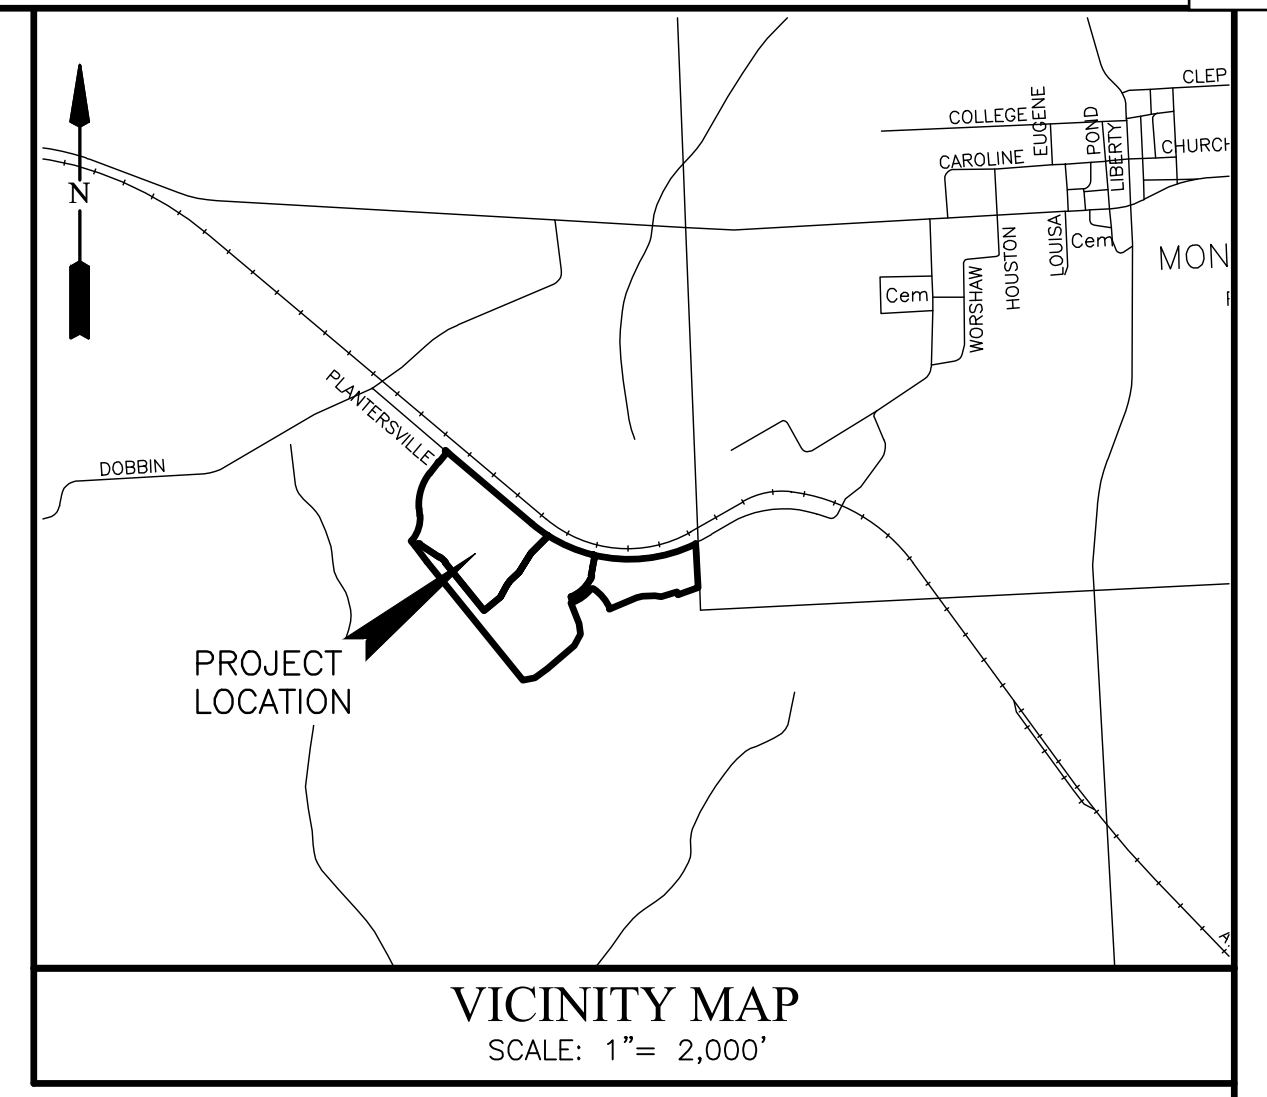 CLEP
COLLEGE
EUGENE
POND
LIBERTY
CHURCH
CAROLINE
N
HOUSTON
LOUISA
Cem
MON
Cem
WORSHAW
PLANTERSVILLE
DOBBIN
PROJECT
LOCATION
VICINITY MAP
SCALE: 1"= 2,000'